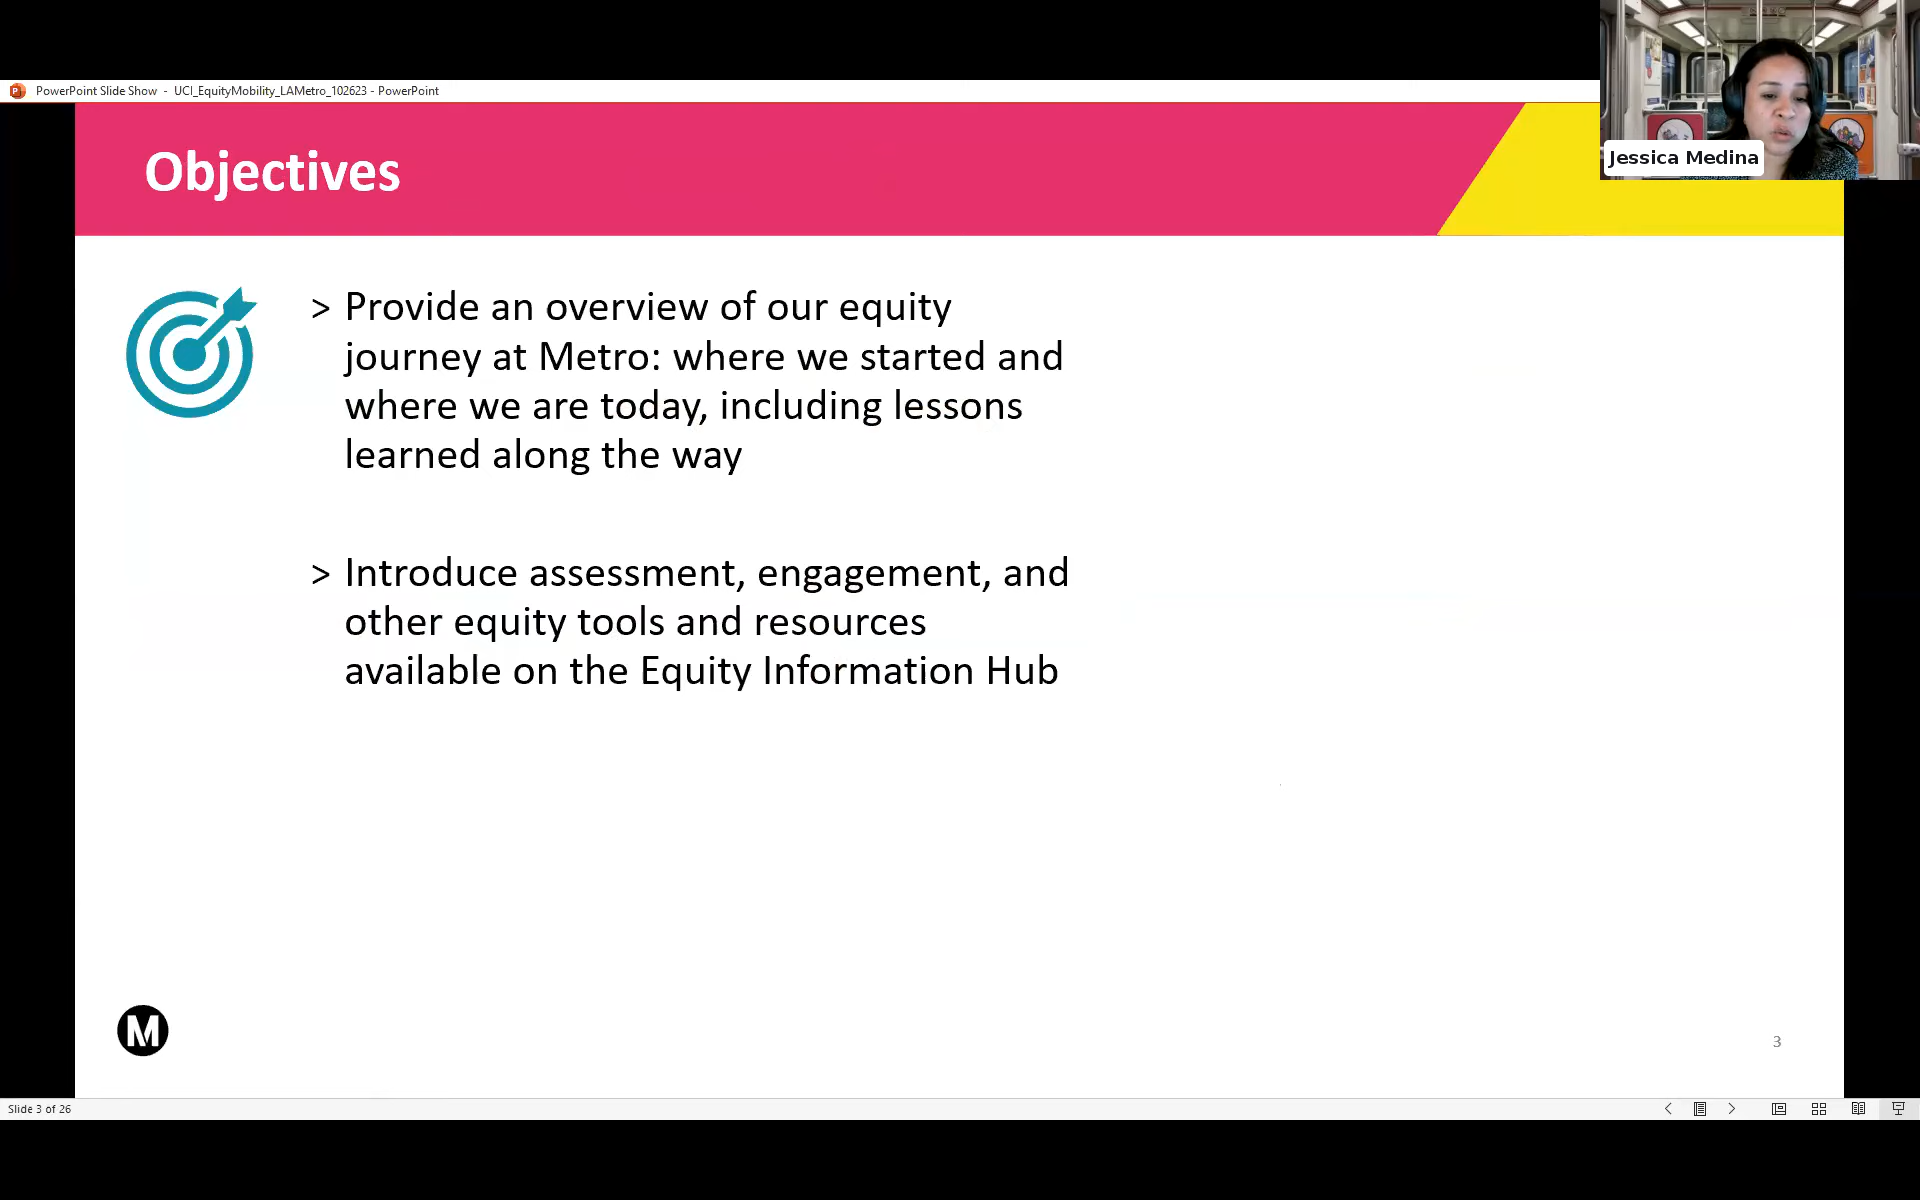 PowerPoint Slide Show - UCI_EquityMobility_LAMetro_102623 - PowerPoint
Jessica Medina
Objectives
> Provide an overview of our equity
journey at Metro: where we started and
where we are today, including lessons
learned along the way
> Introduce assessment, engagement, and
other equity tools and resources
available on the Equity Information Hub
M
3
Slide 3 of 26